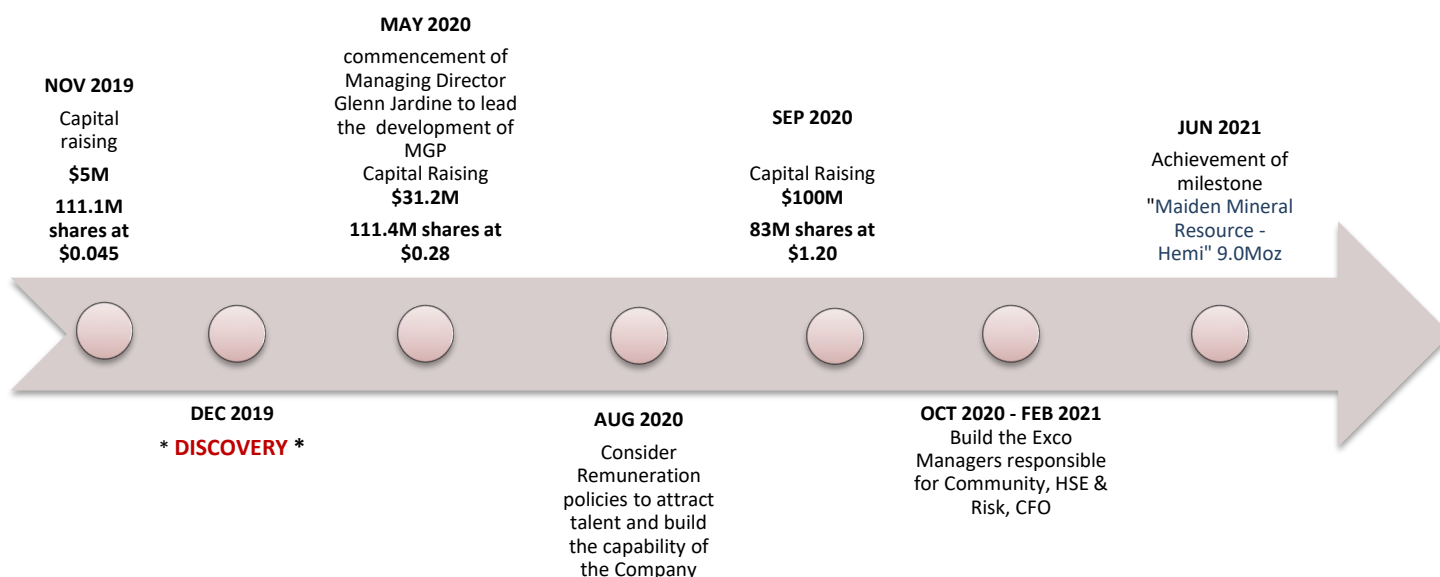 NOV 2019
Capital
raising
$5M
111.1M
shares at
$0.045
DEC 2019
* DISCOVERY *
MAY 2020
commencement of
Managing Director
Glenn Jardine to lead
the development of
MGP
Capital Raising
$31.2M
111.4M shares at
$0.28
AUG 2020
Consider
Remuneration
policies to attract
talent and build
the capability of
the Company
SEP 2020
Capital Raising
$100M
83M shares at
$1.20
OCT 2020 - FEB 2021
Build the Exco
Managers responsible
for Community, HSE &
Risk, CFO
JUN 2021
Achievement of
milestone
"Maiden Mineral
Resource -
Hemi" 9.0Moz